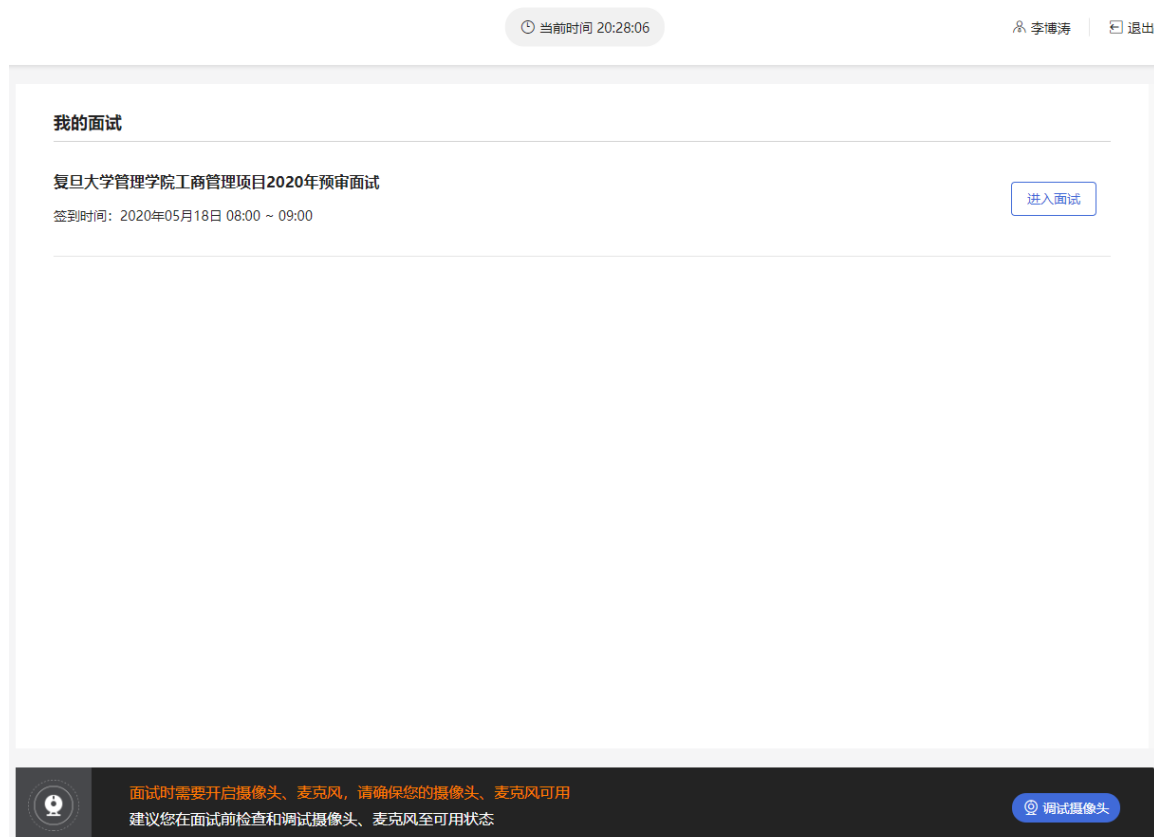 当前时间 20:28:06
李博涛
退出
我的面试
复旦大学管理学院工商管理项目2020年预审面试
签到时间：2020年05月18日 08:00 ~ 09:00
进入面试
面试时需要开启摄像头、麦克风，请确保您的摄像头、麦克风可用
建议您在面试前检查和调试摄像头、麦克风至可用状态
调试摄像头